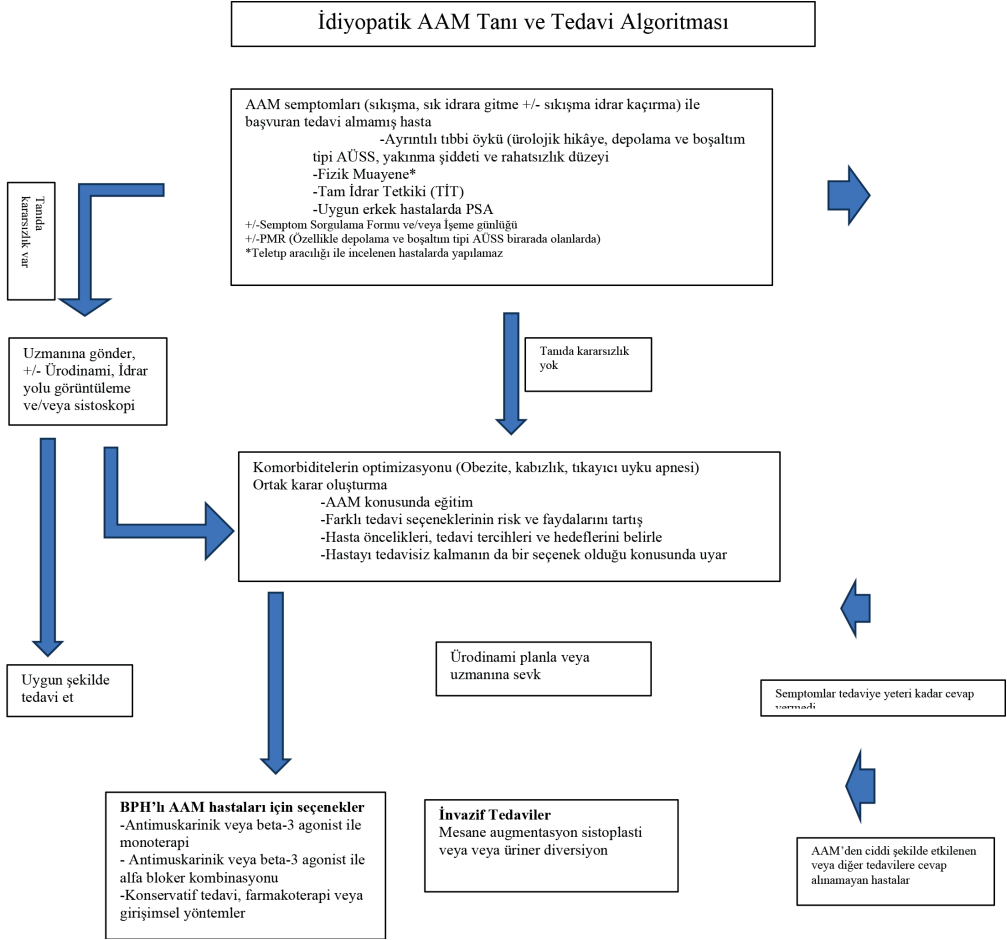 İdiyopatik AAM Tanı ve Tedavi Algoritması
AAM semptomları (sıkışma, sık idrara gitme +/- sıkışma idrar kaçırma) ile
başvuran tedavi almamış hasta
-Ayrıntılı tıbbi öykü (ürolojik hikâye, depolama ve boşaltım
tipi AÜSS, yakınma şiddeti ve rahatsızlık düzeyi
-Fizik Muayene*
-Tam İdrar Tetkiki (TİT)
-Uygun erkek hastalarda PSA
+/-Semptom Sorgulama Formu ve/veya İşeme günlüğü
+/-PMR (Özellikle depolama ve boşaltım tipi AÜSS birarada olanlarda)
*Teletıp aracılığı ile incelenen hastalarda yapılamaz
Tanıda
kararsızlık var
Uzmanına gönder,
+/- Ürodinami, İdrar
yolu görüntüleme
ve/veya sistoskopi
Tanıda kararsızlık
yok
Komorbiditelerin optimizasyonu (Obezite, kabızlık, tıkayıcı uyku apnesi)
Ortak karar oluşturma
-AAM konusunda eğitim
-Farklı tedavi seçeneklerinin risk ve faydalarını tartış
-Hasta öncelikleri, tedavi tercihleri ve hedeflerini belirle
-Hastayı tedavisiz kalmanın da bir seçenek olduğu konusunda uyar
Uygun şekilde
tedavi et
Ürodinami planla veya
uzmanına sevk
Semptomlar tedaviye yeteri kadar cevap
vermedi
BPH'lı AAM hastaları için seçenekler
-Antimuskarinik veya beta-3 agonist ile
monoterapi
- Antimuskarinik veya beta-3 agonist ile
alfa bloker kombinasyonu
-Konservatif tedavi, farmakoterapi veya
girişimsel yöntemler
İnvazif Tedaviler
Mesane augmentasyon sistoplasti
veya veya üriner diversiyon
AAM'den ciddi şekilde etkilenen
veya diğer tedavilere cevap
alınamayan hastalar